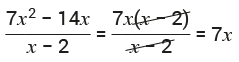 (7x² − 14x)/(x − 2) = 7x(x − 2)/(x − 2) = 7x